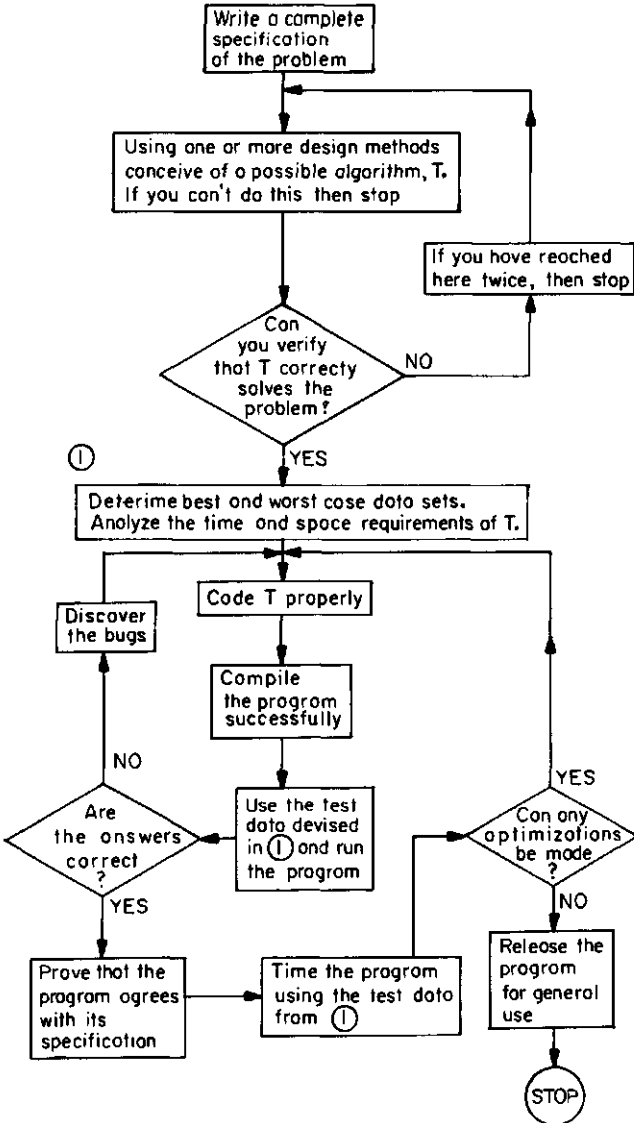 Write a complete
specification
of the problem
Using one or more design methods
conceive of a possible algorithm, T.
If you can't do this then stop
If you have reached
here twice, then stop
Can
you verify
that T correcty
solves the
problem?
NO
YES
①
Deterime best and worst case data sets.
Analyze the time and space requirements of T.
Code T properly
Discover
the bugs
Compile
the program
successfully
NO
Use the test
data devised
in ① and run
the program
Are
the answers
correct
?
YES
YES
Can any
optimizations
be made
?
NO
Prove that the
program agrees
with its
specification
Time the program
using the test data
from ①
Release the
program
for general
use
STOP